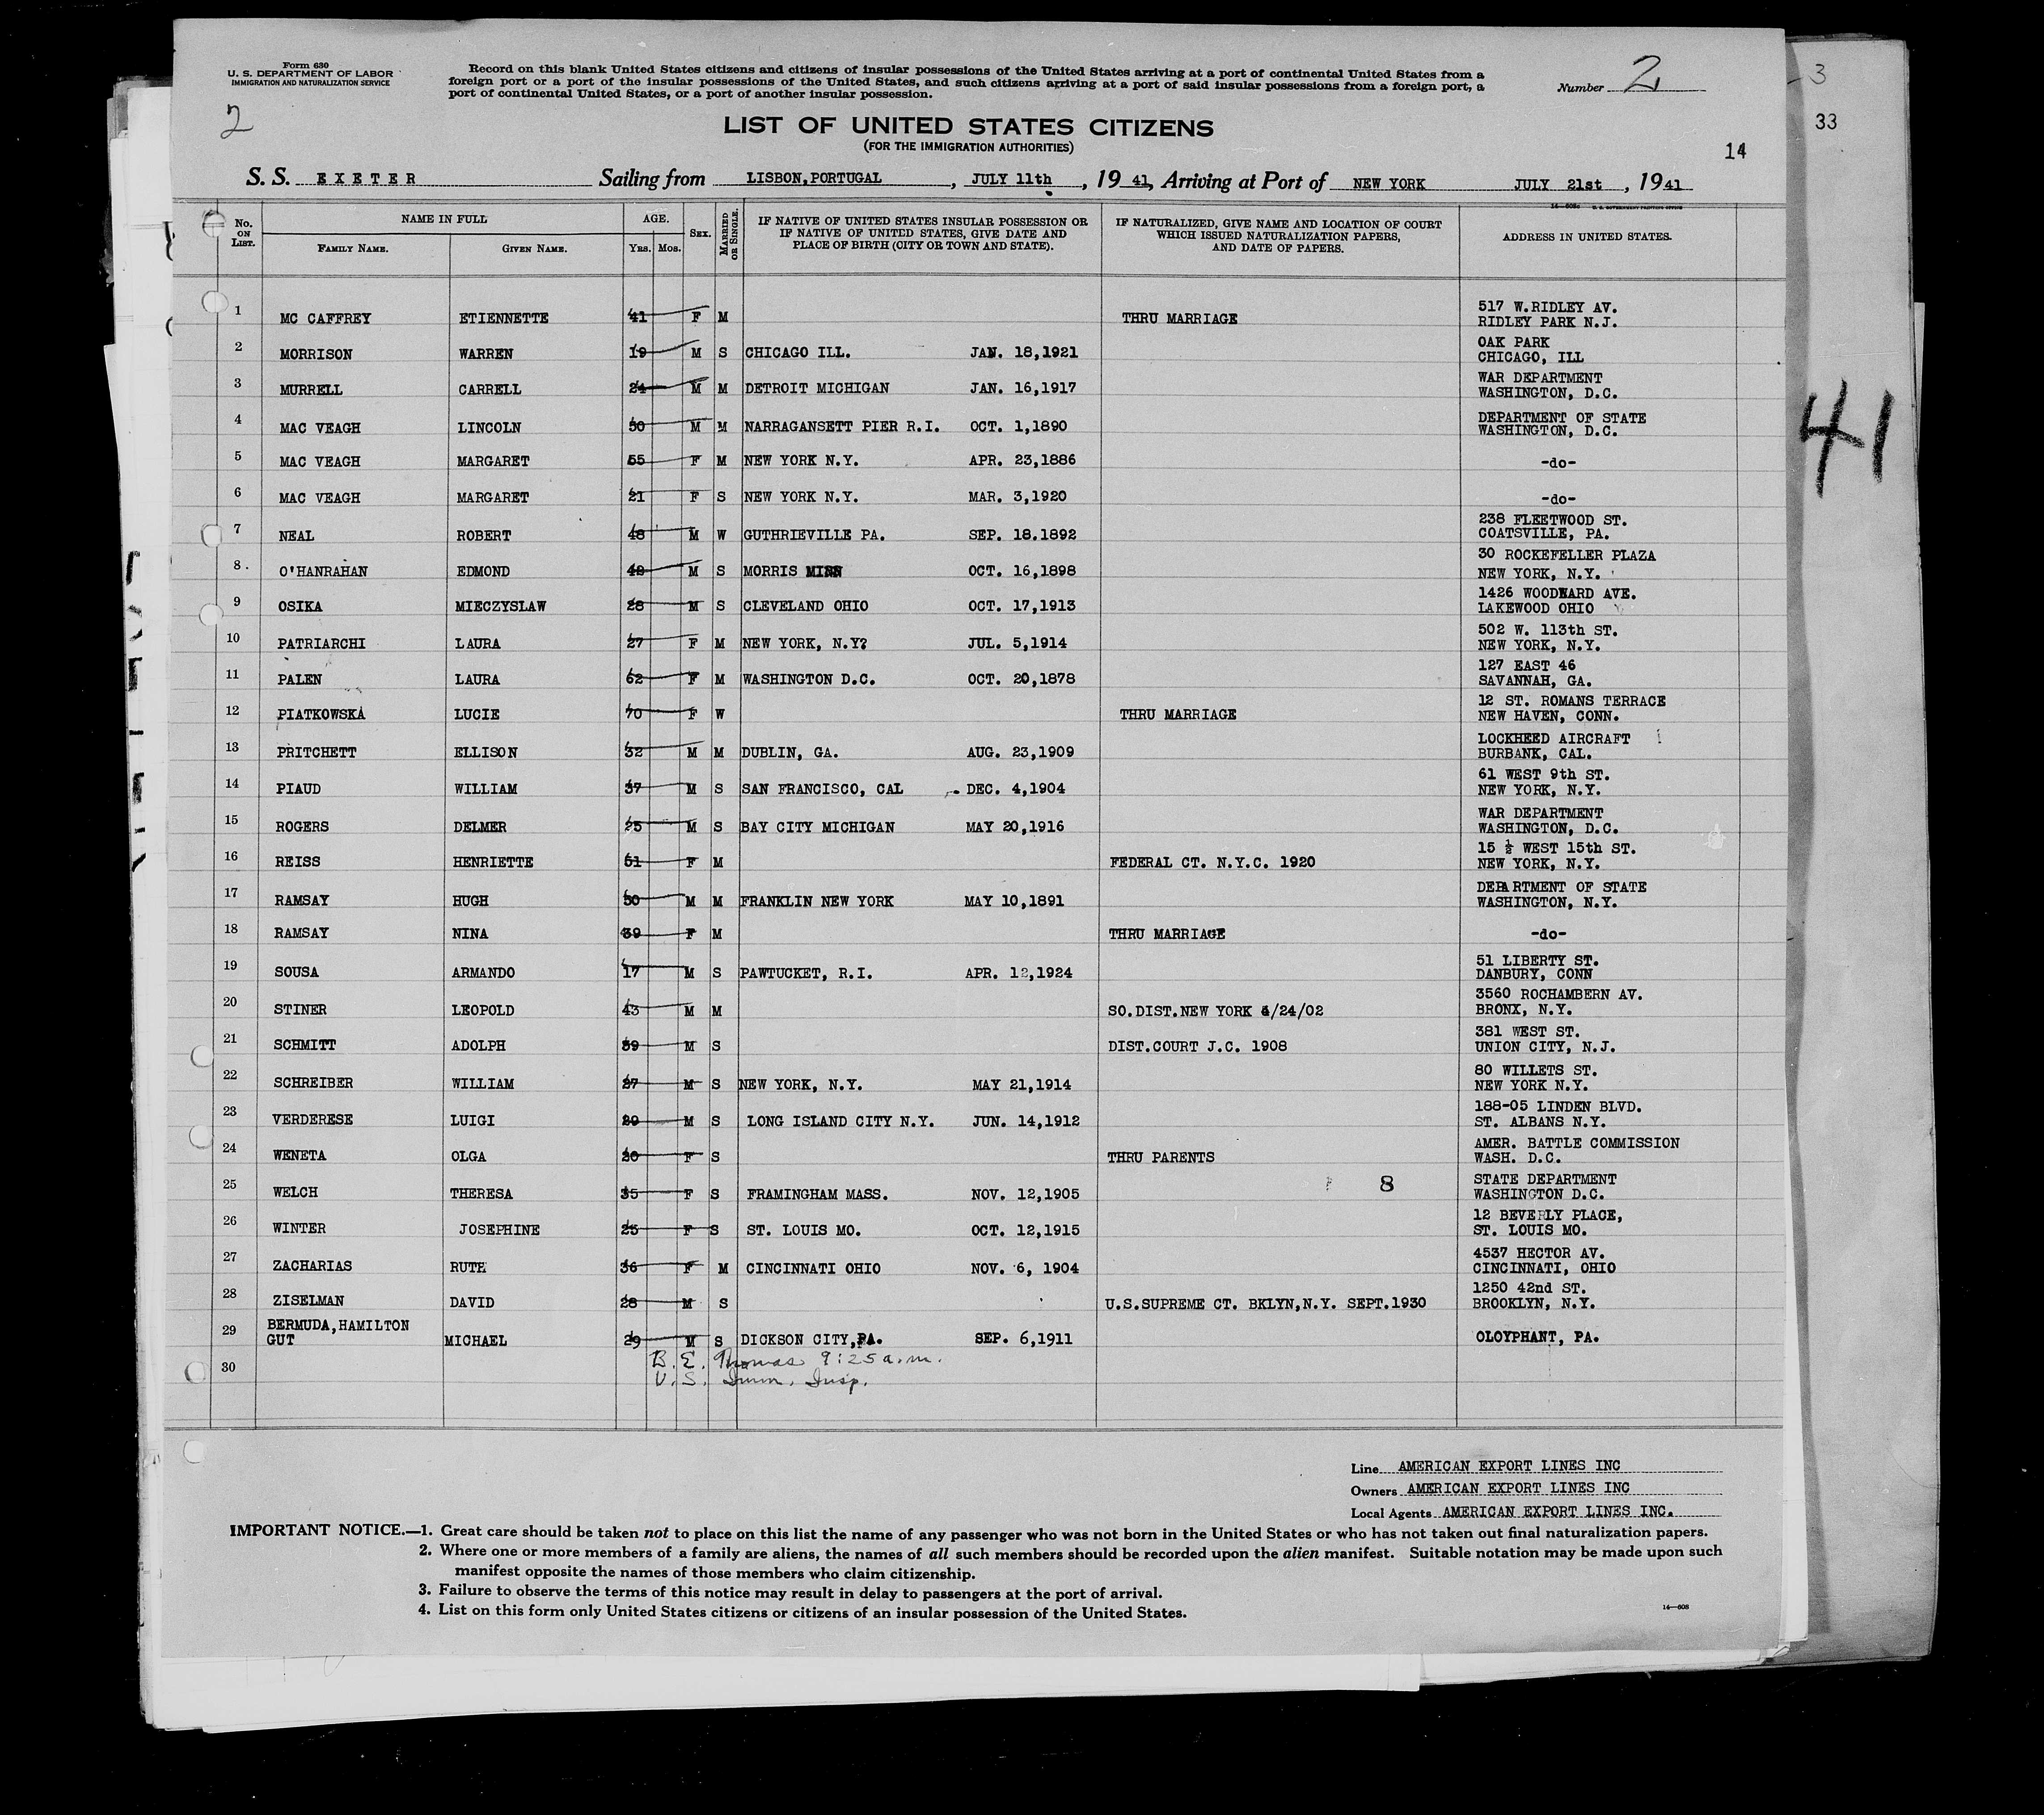 Form 630
U. S. DEPARTMENT OF LABOR
IMMIGRATION AND NATURALIZATION SERVICE
Record on this blank United States citizens and citizens of insular possessions of the United States arriving at a port of continental United States from a
foreign port or a port of the insular possessions of the United States, and such citizens arriving at a port of said insular possessions from a foreign port, a
port of continental United States, or a port of another insular possession.
Number 2
3
33
2
LIST OF UNITED STATES CITIZENS
(FOR THE IMMIGRATION AUTHORITIES)
14
S. S. EXETER Sailing from LISBON, PORTUGAL, JULY 11th, 1941, Arriving at Port of NEW YORK JULY 21st, 1941
No. ON LIST. NAME IN FULL FAMILY NAME. GIVEN NAME. AGE. YRS. MOS. SEX. MARRIED OR SINGLE. IF NATIVE OF UNITED STATES INSULAR POSSESSION OR IF NATIVE OF UNITED STATES, GIVE DATE AND PLACE OF BIRTH (CITY OR TOWN AND STATE). IF NATURALIZED, GIVE NAME AND LOCATION OF COURT WHICH ISSUED NATURALIZATION PAPERS, AND DATE OF PAPERS. ADDRESS IN UNITED STATES.
1 MC CAFFREY ETIENNETTE 41 F M THRU MARRIAGE 517 W.RIDLEY AV. RIDLEY PARK N.J.
2 MORRISON WARREN 19 M S CHICAGO ILL. JAN. 18,1921 OAK PARK CHICAGO, ILL
3 MURRELL CARRELL 24 M M DETROIT MICHIGAN JAN. 16,1917 WAR DEPARTMENT WASHINGTON, D.C.
4 MAC VEAGH LINCOLN 50 M M NARRAGANSETT PIER R.I. OCT. 1,1890 DEPARTMENT OF STATE WASHINGTON, D.C.
5 MAC VEAGH MARGARET 55 F M NEW YORK N.Y. APR. 23,1886 -do-
6 MAC VEAGH MARGARET 21 F S NEW YORK N.Y. MAR. 3,1920 -do-
7 NEAL ROBERT 48 M W GUTHRIEVILLE PA. SEP. 18.1892 238 FLEETWOOD ST. COATSVILLE, PA.
8. O'HANRAHAN EDMOND 42 M S MORRIS MINN OCT. 16,1898 30 ROCKEFELLER PLAZA NEW YORK, N.Y.
9 OSIKA MIECZYSLAW 28 M S CLEVELAND OHIO OCT. 17,1913 1426 WOODWARD AVE. LAKEWOOD OHIO
10 PATRIARCHI LAURA 27 F M NEW YORK, N.Y? JUL. 5,1914 502 W. 113th ST. NEW YORK, N.Y.
11 PALEN LAURA 62 F M WASHINGTON D.C. OCT. 20,1878 127 EAST 46 SAVANNAH, GA.
12 PIATKOWSKA LUCIE 70 F W THRU MARRIAGE 12 ST. ROMANS TERRACE NEW HAVEN, CONN.
13 PRITCHETT ELLISON 32 M M DUBLIN, GA. AUG. 23,1909 LOCKHEED AIRCRAFT BURBANK, CAL.
14 PIAUD WILLIAM 37 M S SAN FRANCISCO, CAL DEC. 4,1904 61 WEST 9th ST. NEW YORK, N.Y.
15 ROGERS DELMER 25 M S BAY CITY MICHIGAN MAY 20,1916 WAR DEPARTMENT WASHINGTON, D.C.
16 REISS HENRIETTE 51 F M FEDERAL CT. N.Y.C. 1920 15 ½ WEST 15th ST. NEW YORK, N.Y.
17 RAMSAY HUGH 50 M M FRANKLIN NEW YORK MAY 10,1891 DEPARTMENT OF STATE WASHINGTON, N.Y.
18 RAMSAY NINA 39 F M THRU MARRIAGE -do-
19 SOUSA ARMANDO 17 M S PAWTUCKET, R.I. APR. 12,1924 51 LIBERTY ST. DANBURY, CONN
20 STINER LEOPOLD 43 M M SO.DIST.NEW YORK 4/24/02 3560 ROCHAMBERN AV. BRONX, N.Y.
21 SCHMITT ADOLPH 59 M S DIST.COURT J.C. 1908 381 WEST ST. UNION CITY, N.J.
22 SCHREIBER WILLIAM 27 M S NEW YORK, N.Y. MAY 21,1914 80 WILLETS ST. NEW YORK N.Y.
23 VERDERESE LUIGI 29 M S LONG ISLAND CITY N.Y. JUN. 14,1912 188-05 LINDEN BLVD. ST. ALBANS N.Y.
24 WENETA OLGA 20 F S THRU PARENTS AMER. BATTLE COMMISSION WASH. D.C.
25 WELCH THERESA 35 F S FRAMINGHAM MASS. NOV. 12,1905 8 STATE DEPARTMENT WASHINGTON D.C.
26 WINTER JOSEPHINE 25 F S ST. LOUIS MO. OCT. 12,1915 12 BEVERLY PLACE, ST. LOUIS MO.
27 ZACHARIAS RUTH 36 F M CINCINNATI OHIO NOV. 6, 1904 4537 HECTOR AV. CINCINNATI, OHIO
28 ZISELMAN DAVID 28 M S U.S.SUPREME CT. BKLYN,N.Y. SEPT.1930 1250 42nd ST. BROOKLYN, N.Y.
BERMUDA,HAMILTON
29 GUT MICHAEL 29 M S DICKSON CITY,PA. SEP. 6,1911 OLOYPHANT, PA.
30 B. E. Thomas 9:25 a.m.
U. S. Imm. Insp.
41
Line AMERICAN EXPORT LINES INC
Owners AMERICAN EXPORT LINES INC
Local Agents AMERICAN EXPORT LINES INC.
IMPORTANT NOTICE.—1. Great care should be taken not to place on this list the name of any passenger who was not born in the United States or who has not taken out final naturalization papers.
2. Where one or more members of a family are aliens, the names of all such members should be recorded upon the alien manifest. Suitable notation may be made upon such
manifest opposite the names of those members who claim citizenship.
3. Failure to observe the terms of this notice may result in delay to passengers at the port of arrival.
4. List on this form only United States citizens or citizens of an insular possession of the United States.
14—608